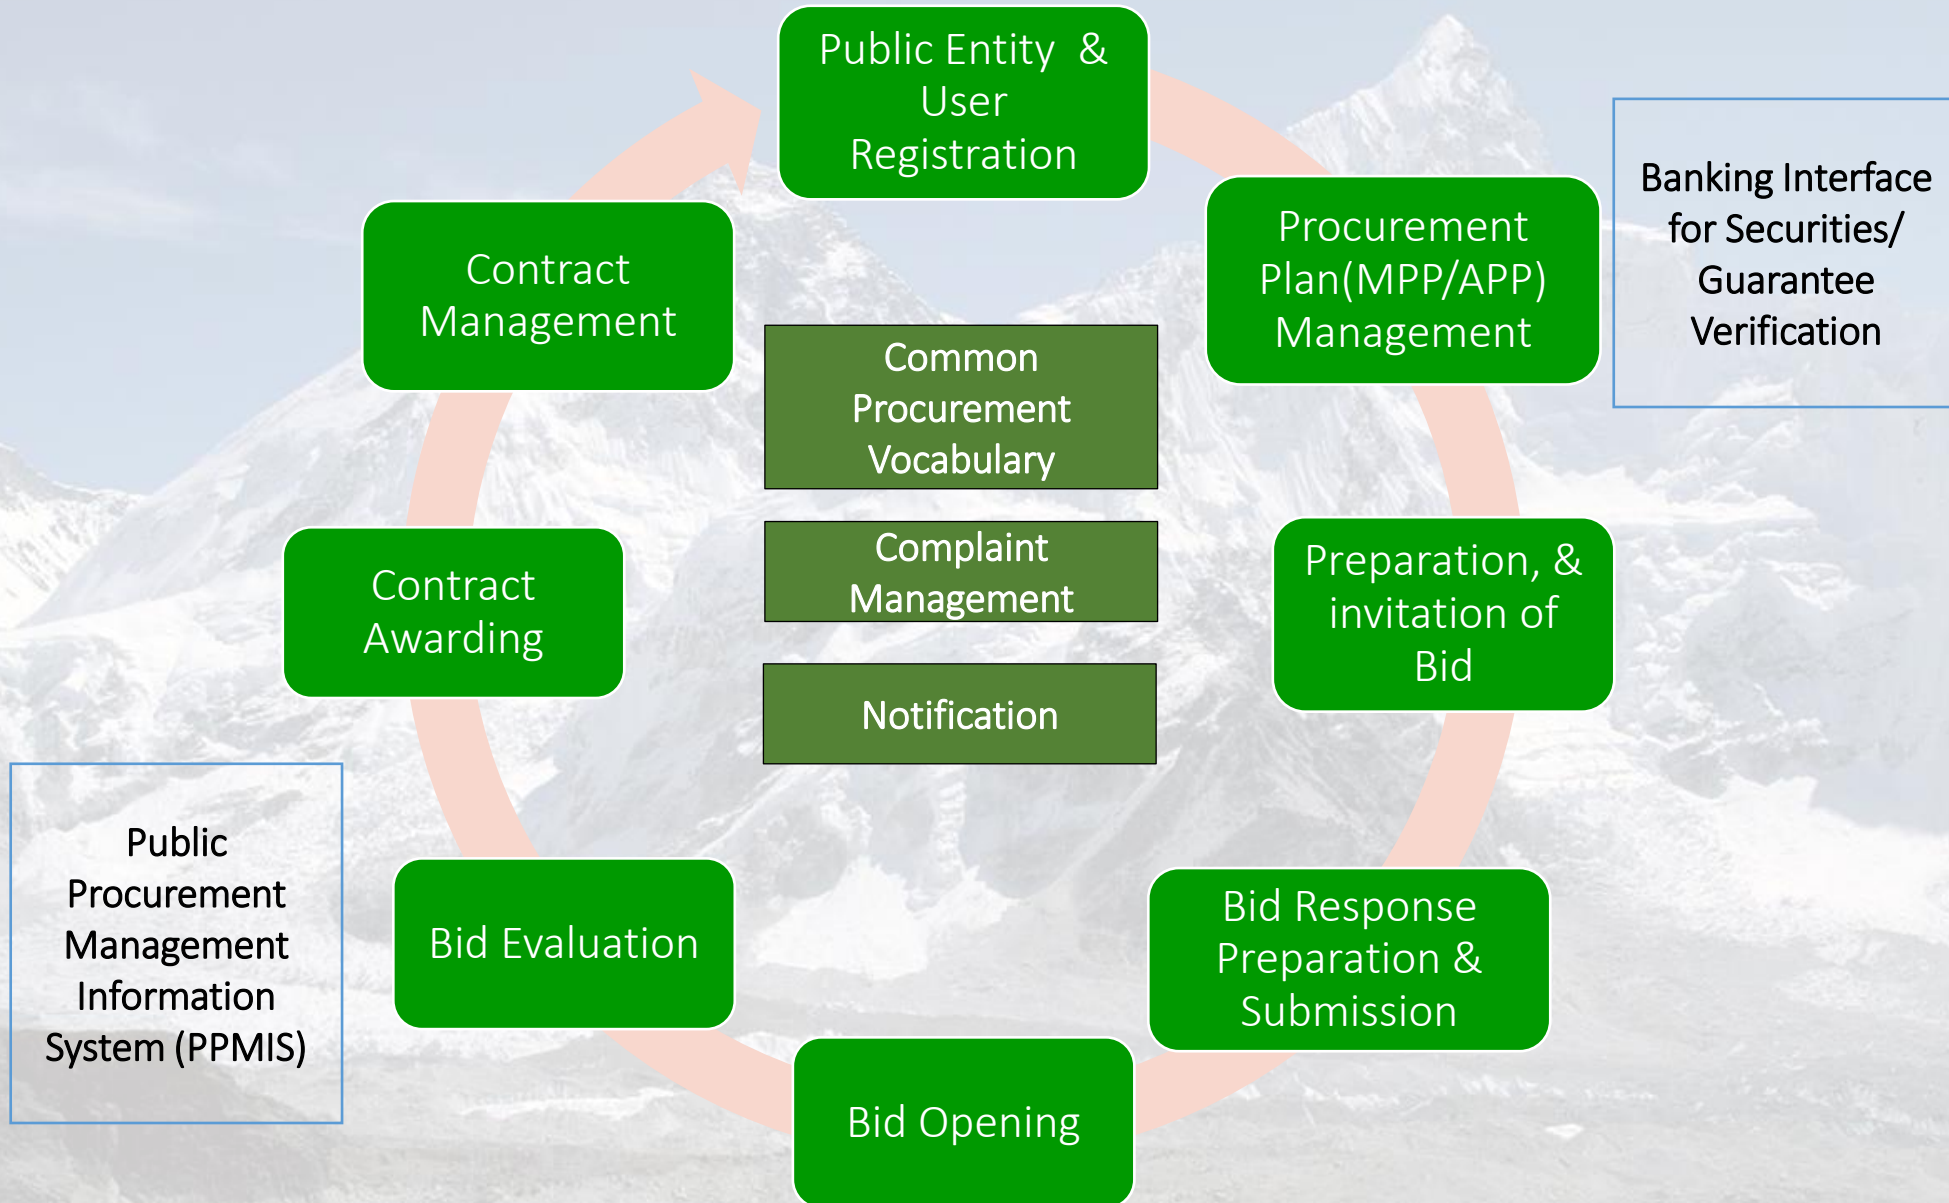 Public Entity  &
User
Registration
Procurement
Plan(MPP/APP)
Management
Banking Interface
for Securities/
Guarantee
Verification
Preparation, &
invitation of
Bid
Bid Response
Preparation &
Submission
Bid Opening
Bid Evaluation
Contract
Awarding
Contract
Management
Common
Procurement
Vocabulary
Complaint
Management
Notification
Public
Procurement
Management
Information
System (PPMIS)